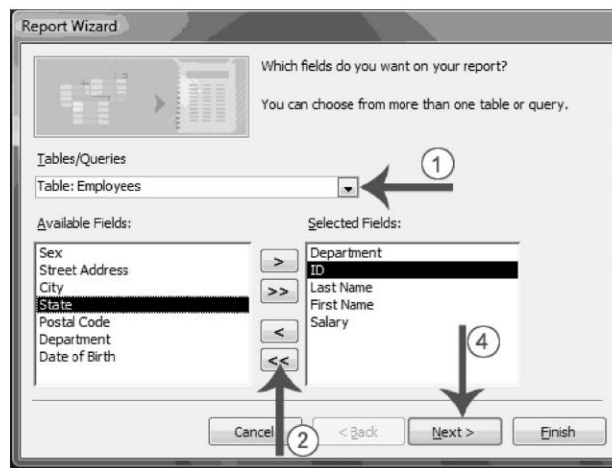 Report Wizard
Which fields do you want on your report?
You can choose from more than one table or query.
Tables/Queries
Table: Employees
1
Available Fields:
Selected Fields:
Sex
Street Address
City
State
Postal Code
Department
Date of Birth
>
>>
<
<<
Department
ID
Last Name
First Name
Salary
4
2
Cancel
< Back
Next >
Finish